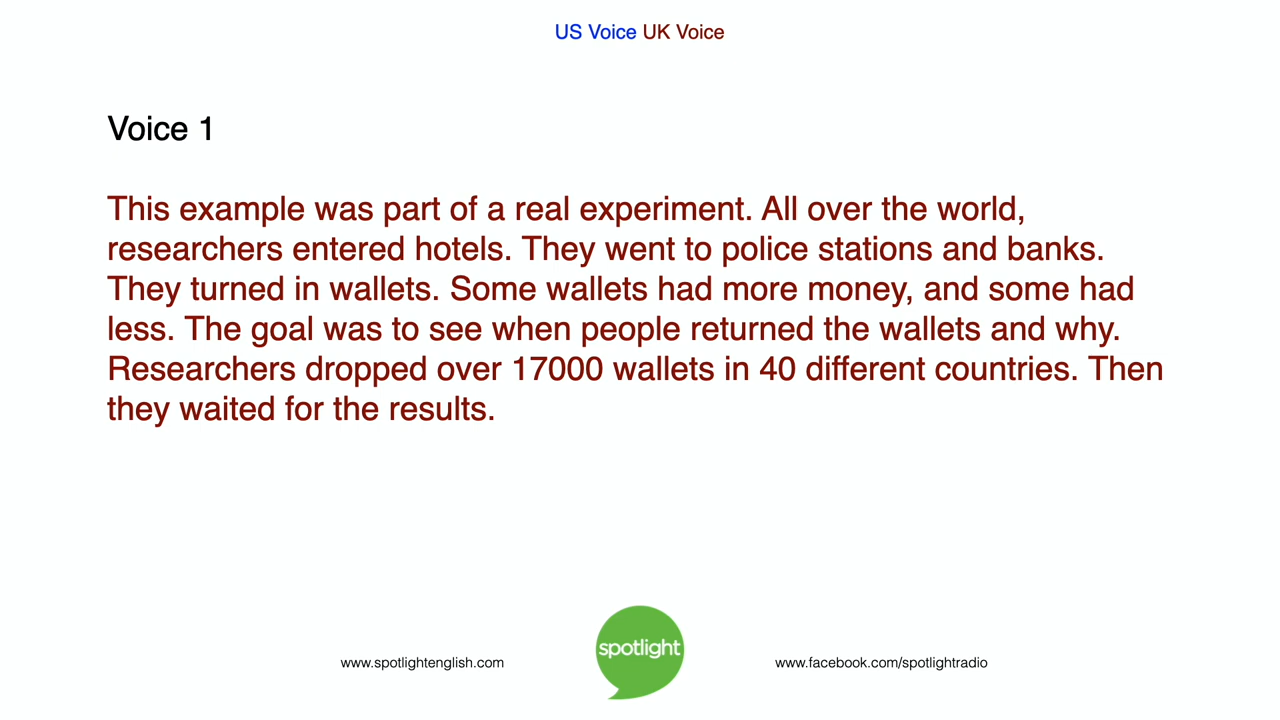 US Voice UK Voice
Voice 1
This example was part of a real experiment. All over the world,
researchers entered hotels. They went to police stations and banks.
They turned in wallets. Some wallets had more money, and some had
less. The goal was to see when people returned the wallets and why.
Researchers dropped over 17000 wallets in 40 different countries. Then
they waited for the results.
www.spotlightenglish.com
spotlight
www.facebook.com/spotlightradio